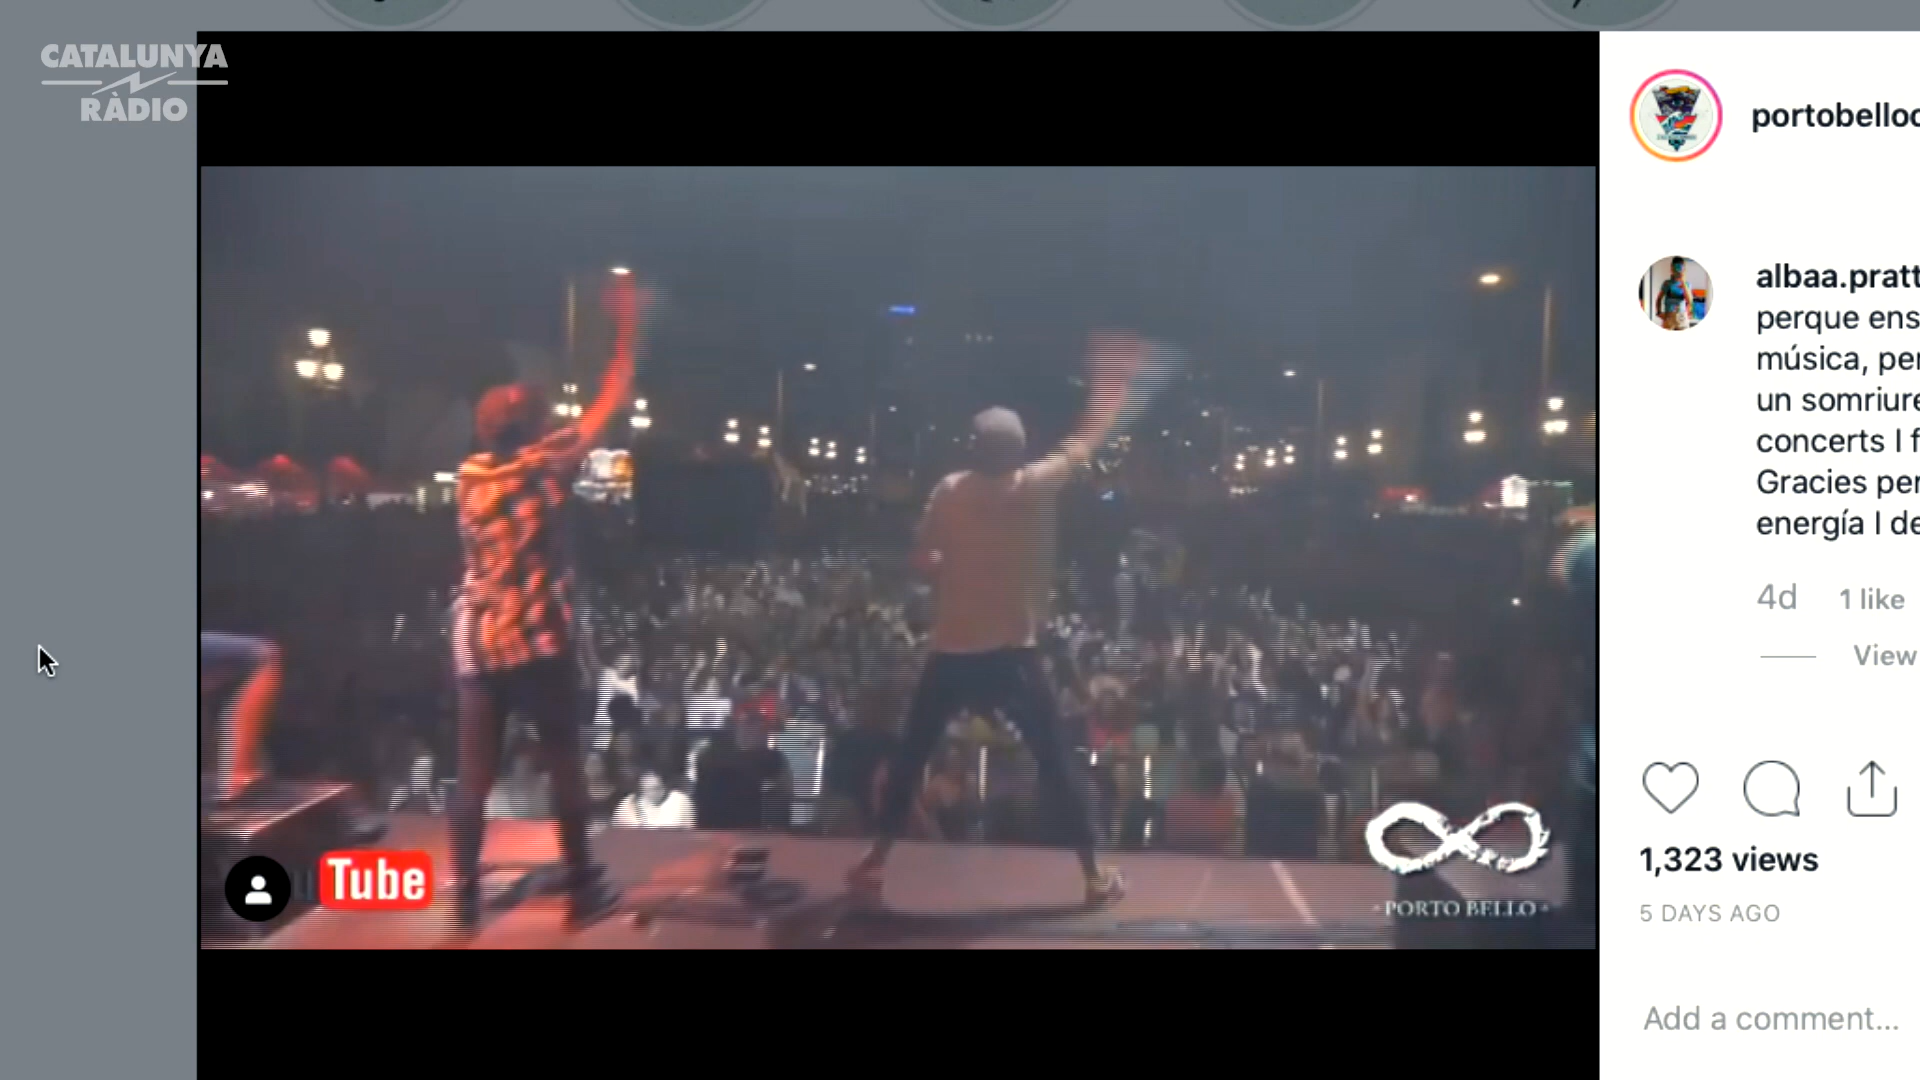 CATALUNYA
RÀDIO
portobelloo
albaa.pratt
perque ens
música, per
un somriure
concerts I f
Gracies per
energía I de
4d 1 like
View
Tube
- PORTO BELLO -
1,323 views
5 DAYS AGO
Add a comment...